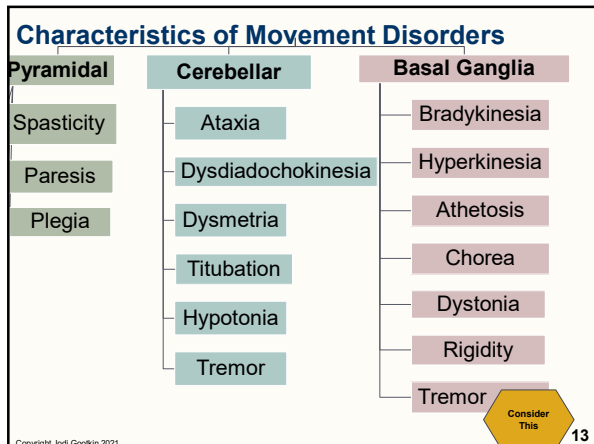 Characteristics of Movement Disorders
Pyramidal
Spasticity
Paresis
Plegia
Cerebellar
Ataxia
Dysdiadochokinesia
Dysmetria
Titubation
Hypotonia
Tremor
Basal Ganglia
Bradykinesia
Hyperkinesia
Athetosis
Chorea
Dystonia
Rigidity
Tremor
Consider
This
13
Copyright Jodi Gootkin 2021